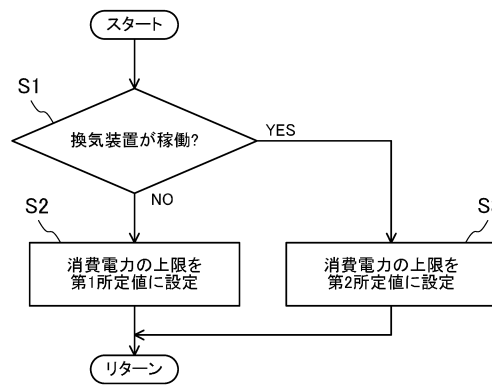 スタート
S1
換気装置が稼働?
YES
NO
S2
消費電力の上限を
第1所定値に設定
消費電力の上限を
第2所定値に設定
リターン